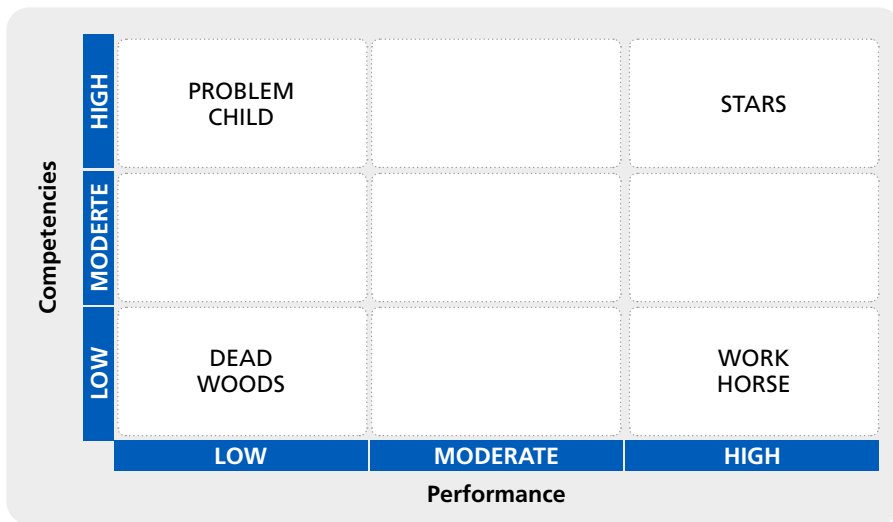 Competencies
HIGH
PROBLEM
CHILD
STARS
MODERTE
LOW
DEAD
WOODS
WORK
HORSE
LOW
MODERATE
HIGH
Performance